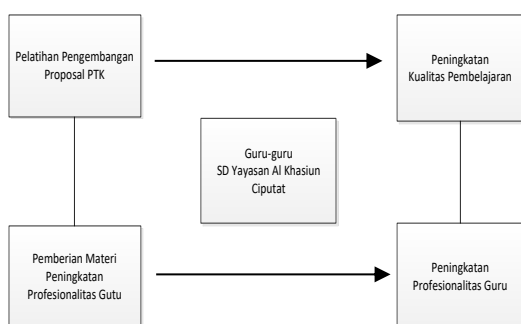 Pelatihan Pengembangan
Proposal PTK
Peningkatan
Kualitas Pembelajaran
Guru-guru
SD Yayasan Al Khasiun
Ciputat
Pemberian Materi
Peningkatan
Profesionalitas Gutu
Peningkatan
Profesionalitas Guru